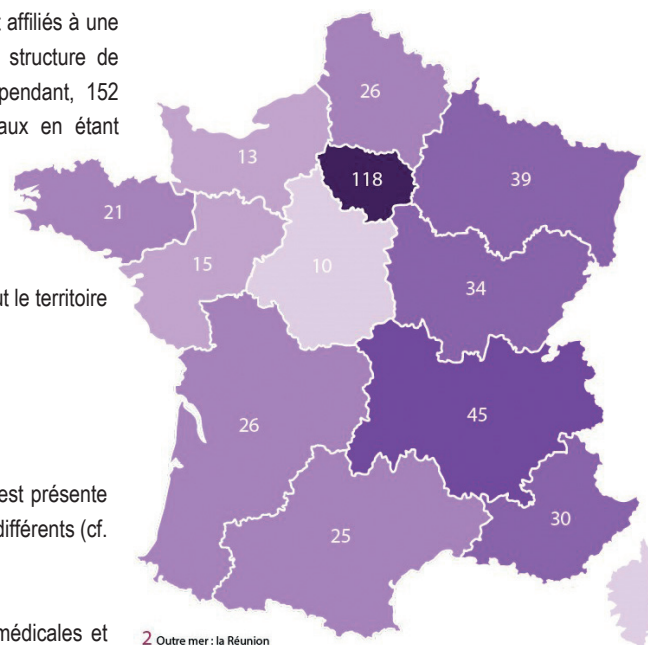 affiliés à une
structure de
pendant, 152
aux en étant
ut le territoire
est présente
différents (cf.
médicales et
26
13
118
39
21
15
10
34
26
45
25
30
2 Outre mer : la Réunion